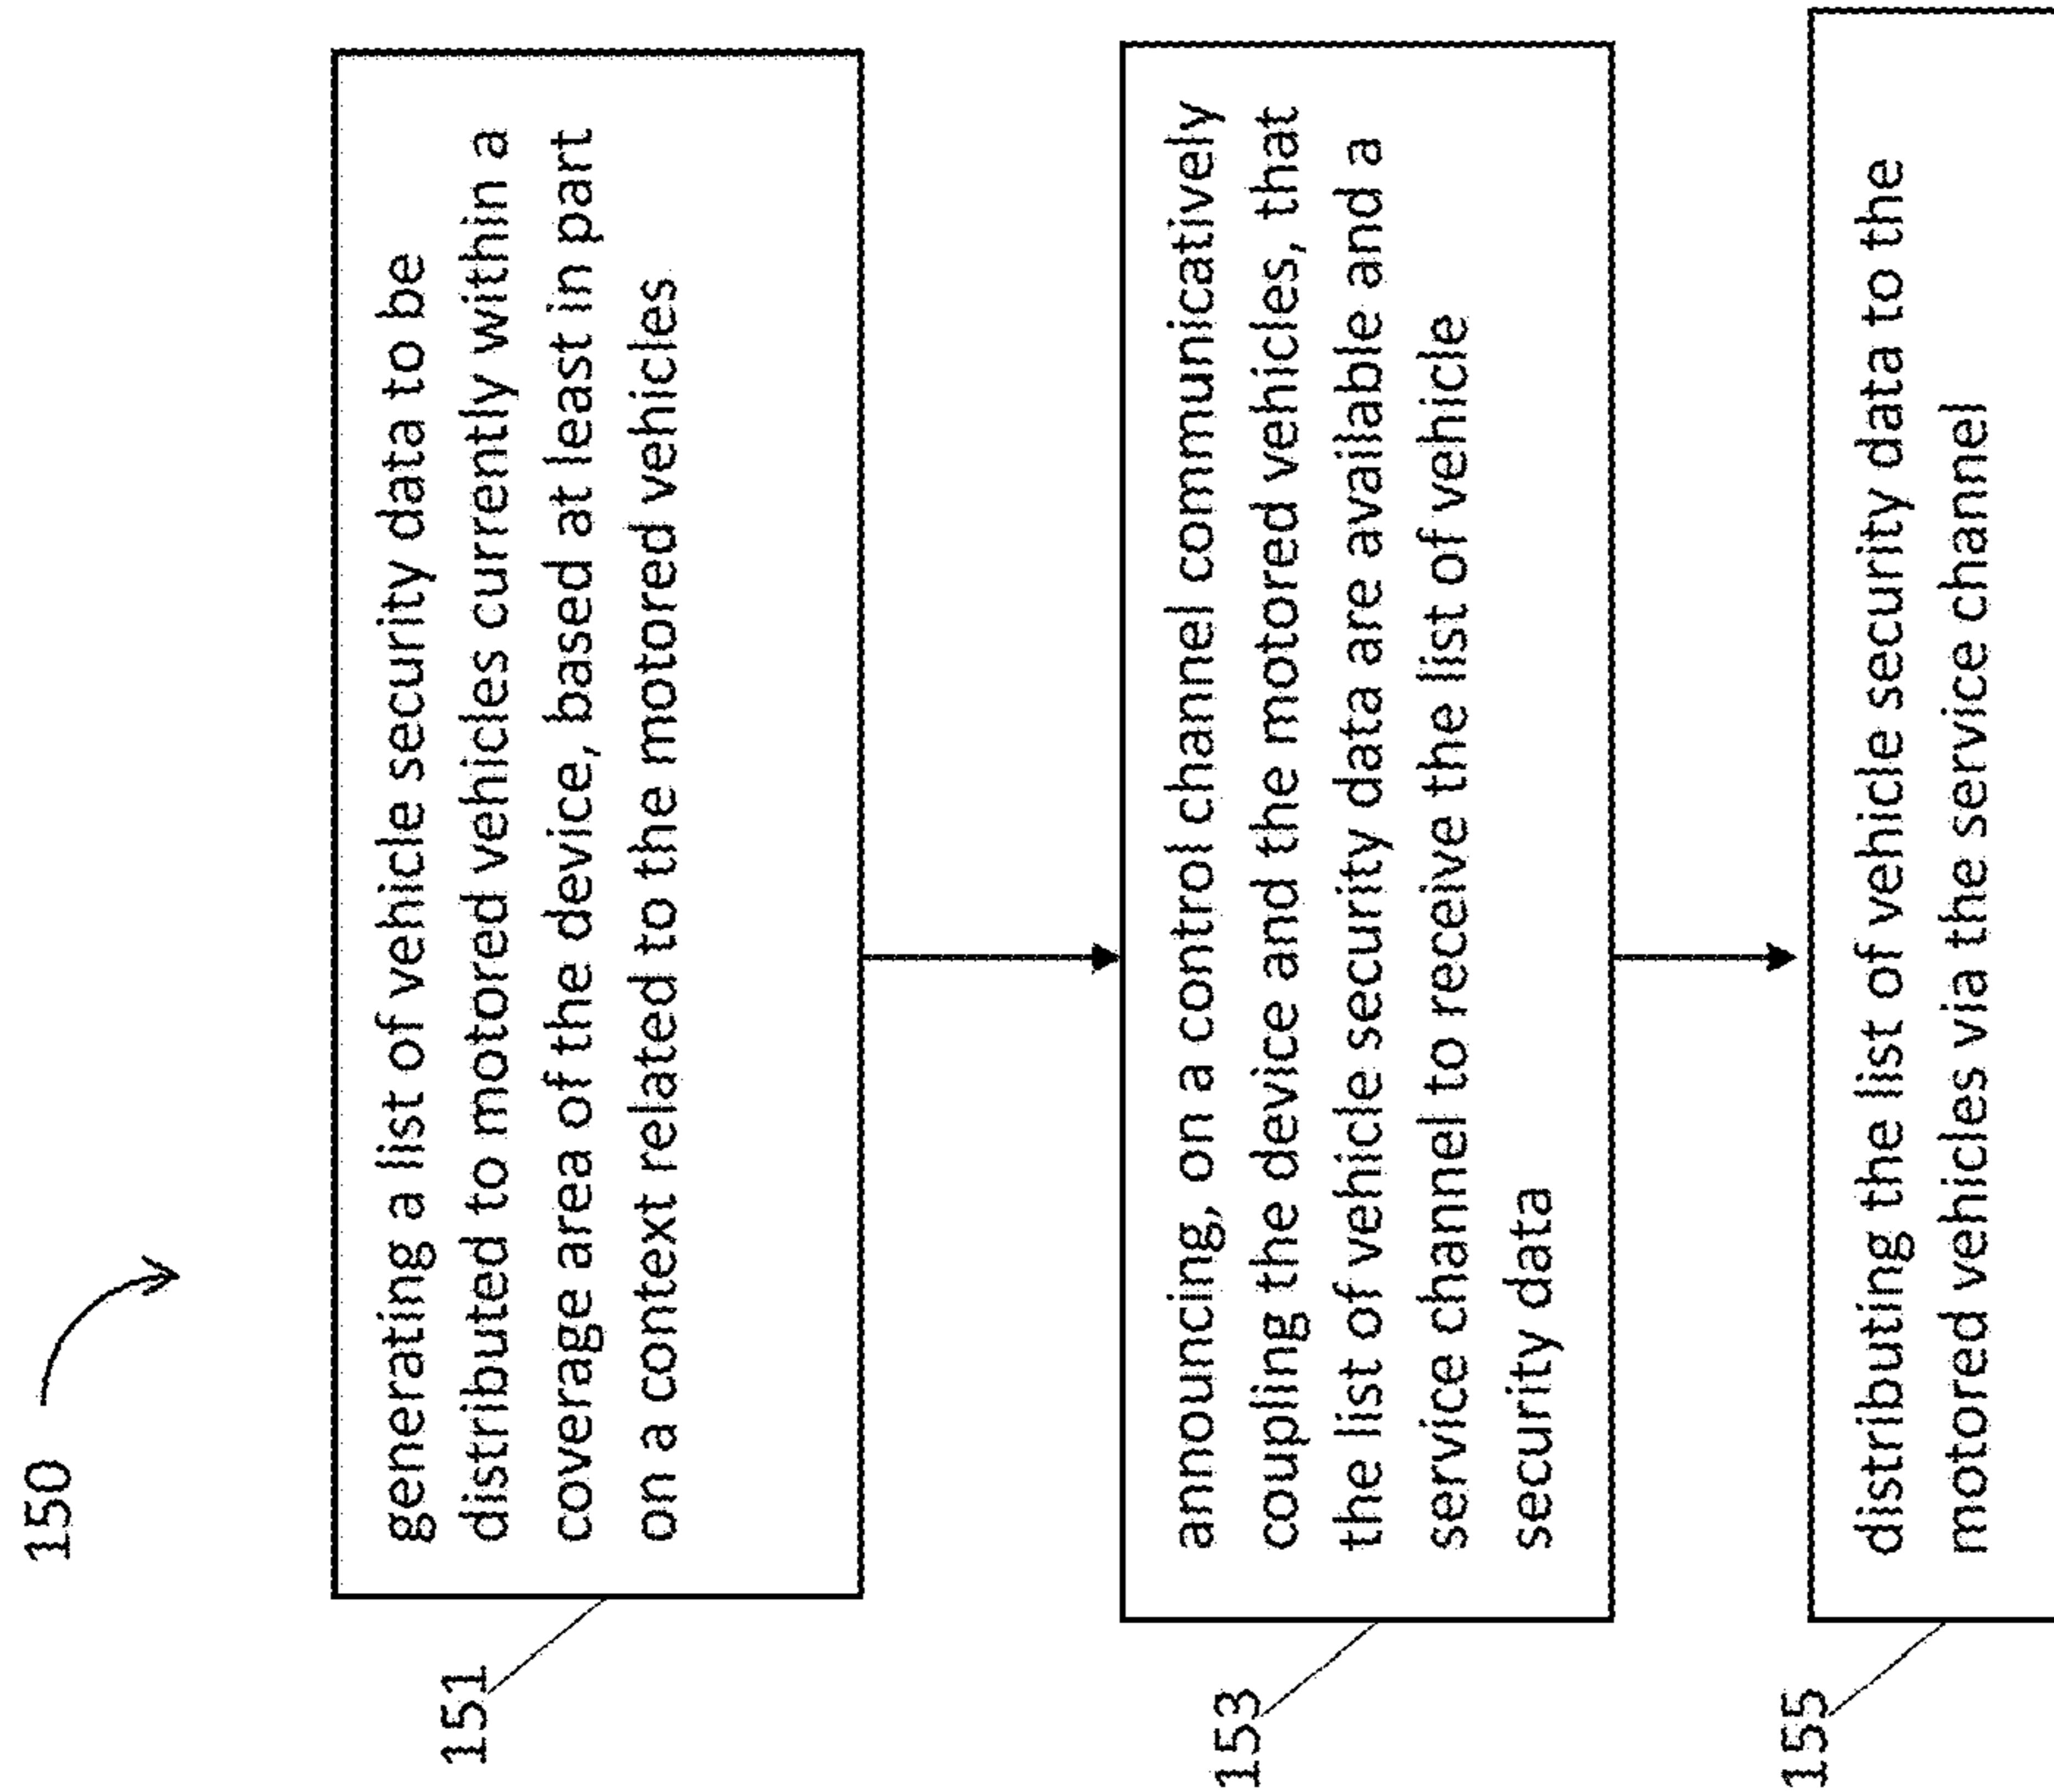 150
151
generating a list of vehicle security data to be
distributed to motored vehicles currently within a
coverage area of the device, based at least in part
on a context related to the motored vehicles
153
announcing, on a control channel communicatively
coupling the device and the motored vehicles, that
the list of vehicle security data are available and a
service channel to receive the list of vehicle
security data
155
distributing the list of vehicle security data to the
motored vehicles via the service channel